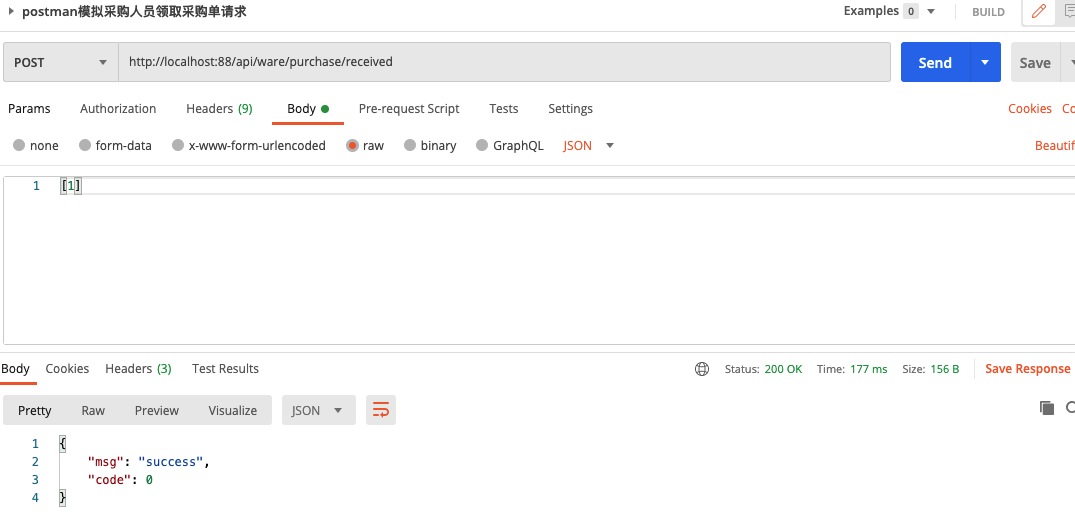 postman模拟采购人员领取采购单请求 Examples 0 BUILD
POST http://localhost:88/api/ware/purchase/received Send Save
Params Authorization Headers (9) Body Pre-request Script Tests Settings Cookies Co
none form-data x-www-form-urlencoded raw binary GraphQL JSON Beautif
1 [1]
Body Cookies Headers (3) Test Results Status: 200 OK Time: 177 ms Size: 156 B Save Response
Pretty Raw Preview Visualize JSON
1 {
2 "msg": "success",
3 "code": 0
4 }